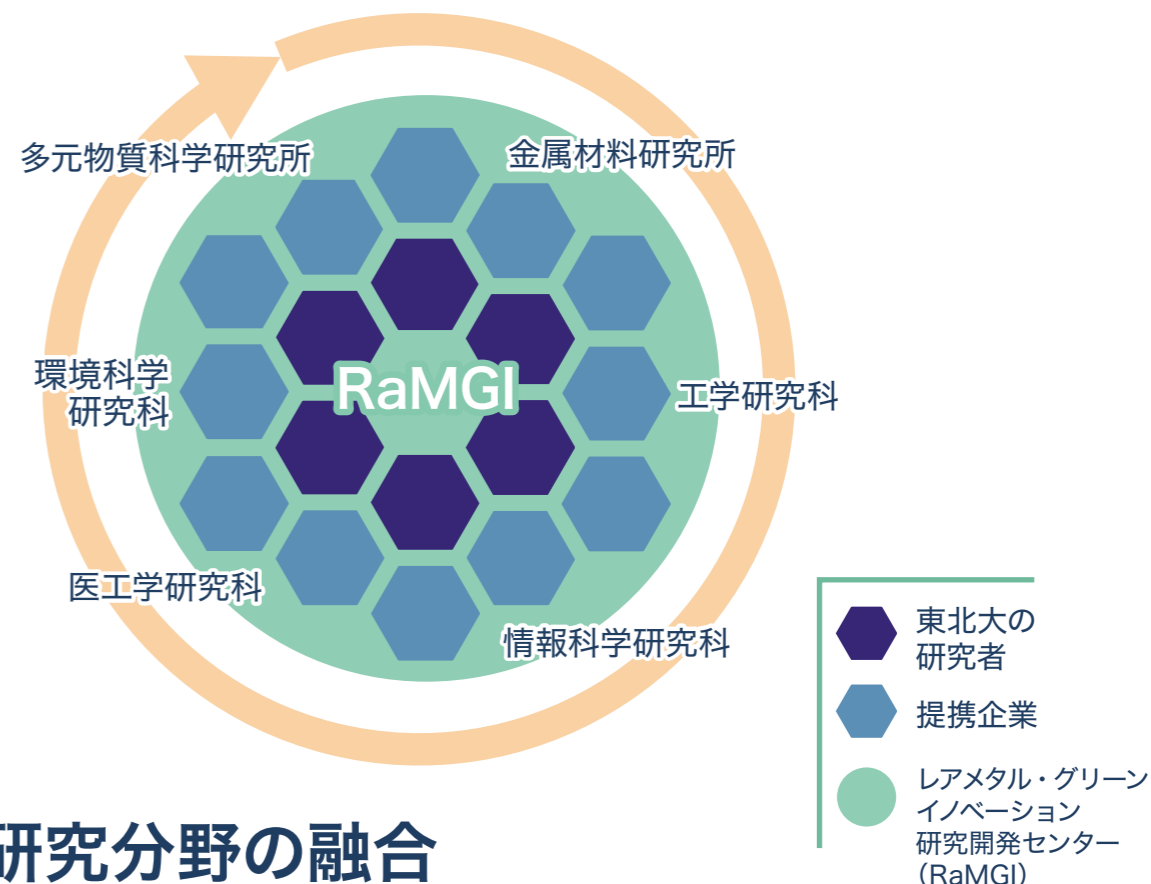 多元物質科学研究所
金属材料研究所
RaMGI
環境科学
研究科
工学研究科
医工学研究科
情報科学研究科
東北大の
研究者
提携企業
レアメタル・グリーン
イノベーション
研究開発センター
(RaMGI)
研究分野の融合